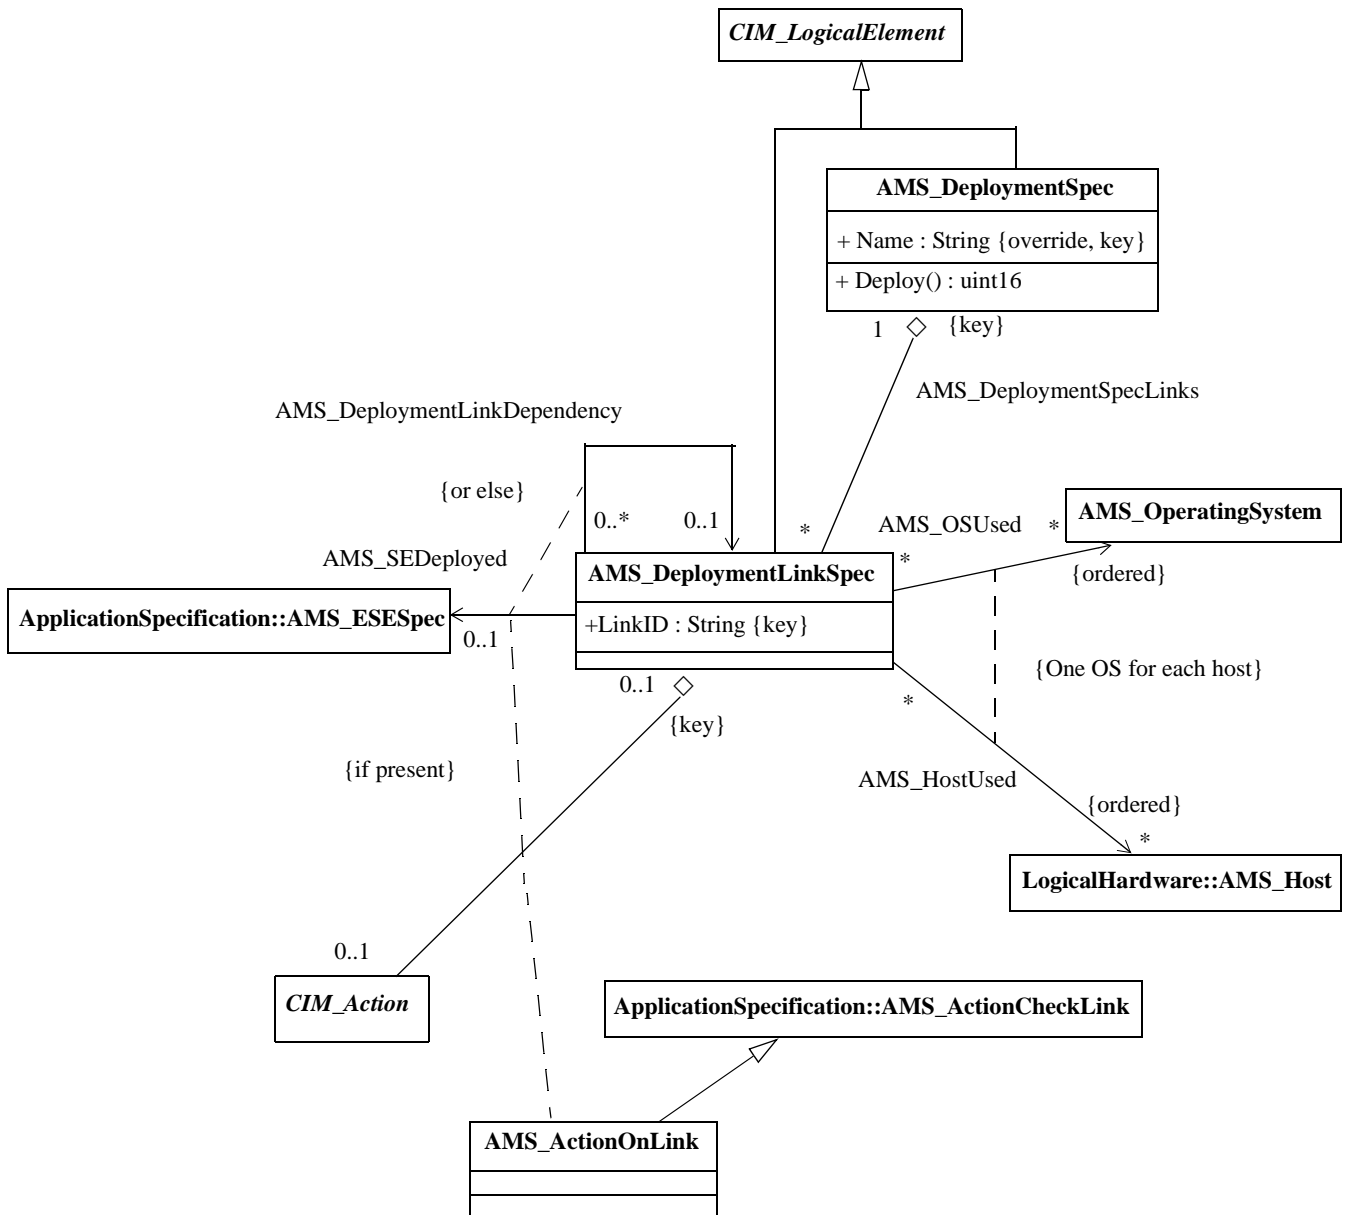 CIM_LogicalElement
AMS_DeploymentSpec
+ Name : String {override, key}
+ Deploy() : uint16
1
{key}
AMS_DeploymentSpecLinks
AMS_DeploymentLinkDependency
{or else}
0..*
0..1
*
AMS_OSUsed
*
AMS_OperatingSystem
AMS_SEDeployed
*
{ordered}
AMS_DeploymentLinkSpec
+LinkID : String {key}
ApplicationSpecification::AMS_ESESpec
0..1
{One OS for each host}
0..1
*
{key}
{if present}
AMS_HostUsed
{ordered}
*
LogicalHardware::AMS_Host
0..1
CIM_Action
ApplicationSpecification::AMS_ActionCheckLink
AMS_ActionOnLink